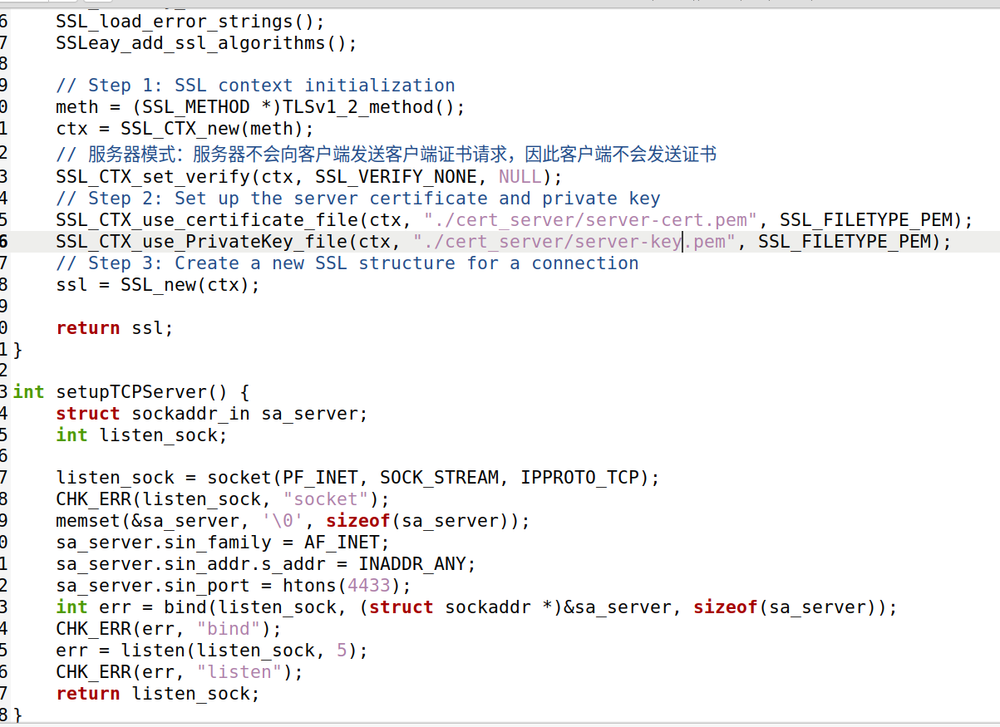 6    SSL_load_error_strings();
7    SSLeay_add_ssl_algorithms();
8
9    // Step 1: SSL context initialization
0    meth = (SSL_METHOD *)TLSv1_2_method();
1    ctx = SSL_CTX_new(meth);
2    // 服务器模式：服务器不会向客户端发送客户端证书请求，因此客户端不会发送证书
3    SSL_CTX_set_verify(ctx, SSL_VERIFY_NONE, NULL);
4    // Step 2: Set up the server certificate and private key
5    SSL_CTX_use_certificate_file(ctx, "./cert_server/server-cert.pem", SSL_FILETYPE_PEM);
6    SSL_CTX_use_PrivateKey_file(ctx, "./cert_server/server-key.pem", SSL_FILETYPE_PEM);
7    // Step 3: Create a new SSL structure for a connection
8    ssl = SSL_new(ctx);
9
0    return ssl;
1}
2
3int setupTCPServer() {
4    struct sockaddr_in sa_server;
5    int listen_sock;
6
7    listen_sock = socket(PF_INET, SOCK_STREAM, IPPROTO_TCP);
8    CHK_ERR(listen_sock, "socket");
9    memset(&sa_server, '\0', sizeof(sa_server));
0    sa_server.sin_family = AF_INET;
1    sa_server.sin_addr.s_addr = INADDR_ANY;
2    sa_server.sin_port = htons(4433);
3    int err = bind(listen_sock, (struct sockaddr *)&sa_server, sizeof(sa_server));
4    CHK_ERR(err, "bind");
5    err = listen(listen_sock, 5);
6    CHK_ERR(err, "listen");
7    return listen_sock;
8}